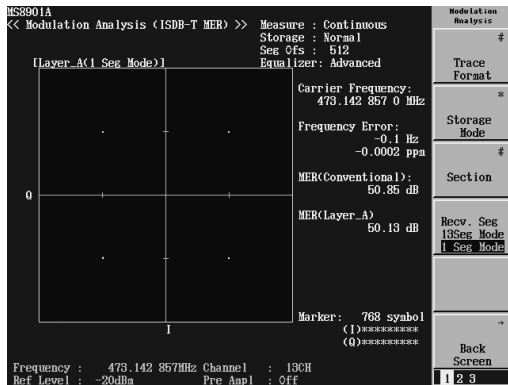 MS8901A
<< Modulation Analysis (ISDB-T MER) >>
Measure : Continuous
Storage : Normal
Seg Ofs : 512
Equalizer: Advanced
[Layer_A(1 Seg Mode)]
Carrier Frequency:
473.142 857 0 MHz
Frequency Error:
-0.1 Hz
-0.0002 ppm
MER(Conventional):
50.85 dB
MER(Layer_A)
50.13 dB
Q
I
Marker: 768 symbol
(I)*********
(Q)*********
Frequency : 473.142 857MHz Channel : 13CH
Ref Level : -20dBm Pre Ampl : Off
Modulation
Analysis
#
Trace
Format
*
Storage
Mode
#
Section
Recv. Seg
13Seg Mode
1 Seg Mode
→
Back
Screen
1 2 3